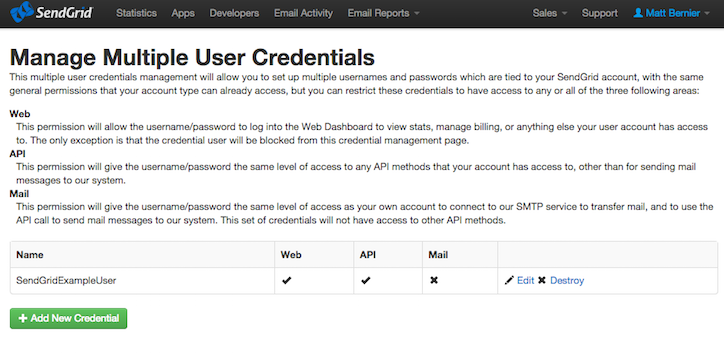 SendGrid Statistics Apps Developers Email Activity Email Reports Sales Support Matt Bernier
Manage Multiple User Credentials
This multiple user credentials management will allow you to set up multiple usernames and passwords which are tied to your SendGrid account, with the same
general permissions that your account type can already access, but you can restrict these credentials to have access to any or all of the three following areas:
Web
This permission will allow the username/password to log into the Web Dashboard to view stats, manage billing, or anything else your user account has access
to. The only exception is that the credential user will be blocked from this credential management page.
API
This permission will give the username/password the same level of access to any API methods that your account has access to, other than for sending mail
messages to our system.
Mail
This permission will give the username/password the same level of access as your own account to connect to our SMTP service to transfer mail, and to use the
API call to send mail messages to our system. This set of credentials will not have access to other API methods.
Name Web API Mail
SendGridExampleUser ✔ ✔ ✖ Edit ✖ Destroy
+ Add New Credential